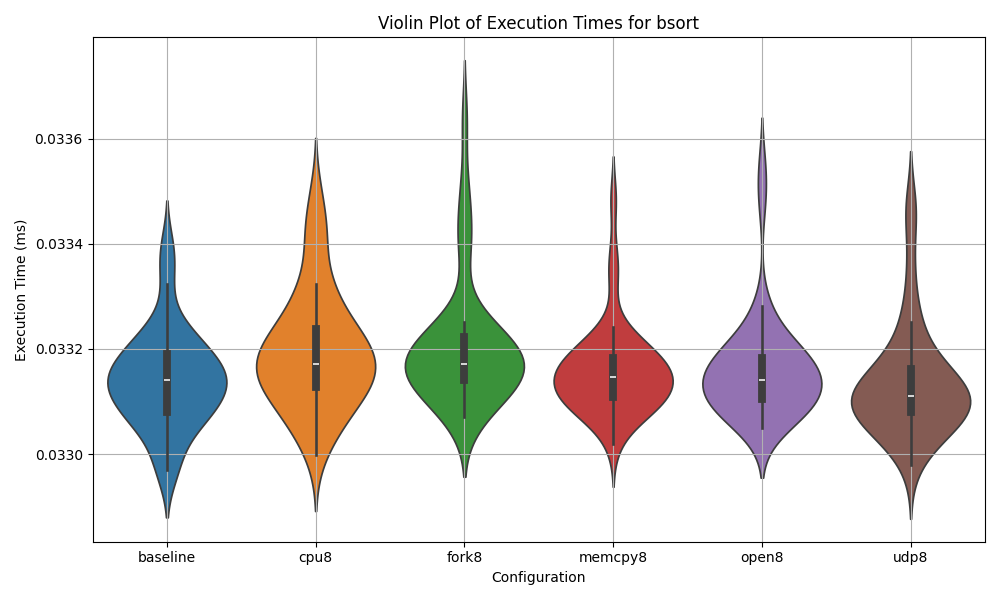 Violin Plot of Execution Times for bsort
Execution Time (ms)
0.0336
0.0334
0.0332
0.0330
baseline cpu8 fork8 memcpy8 open8 udp8
Configuration